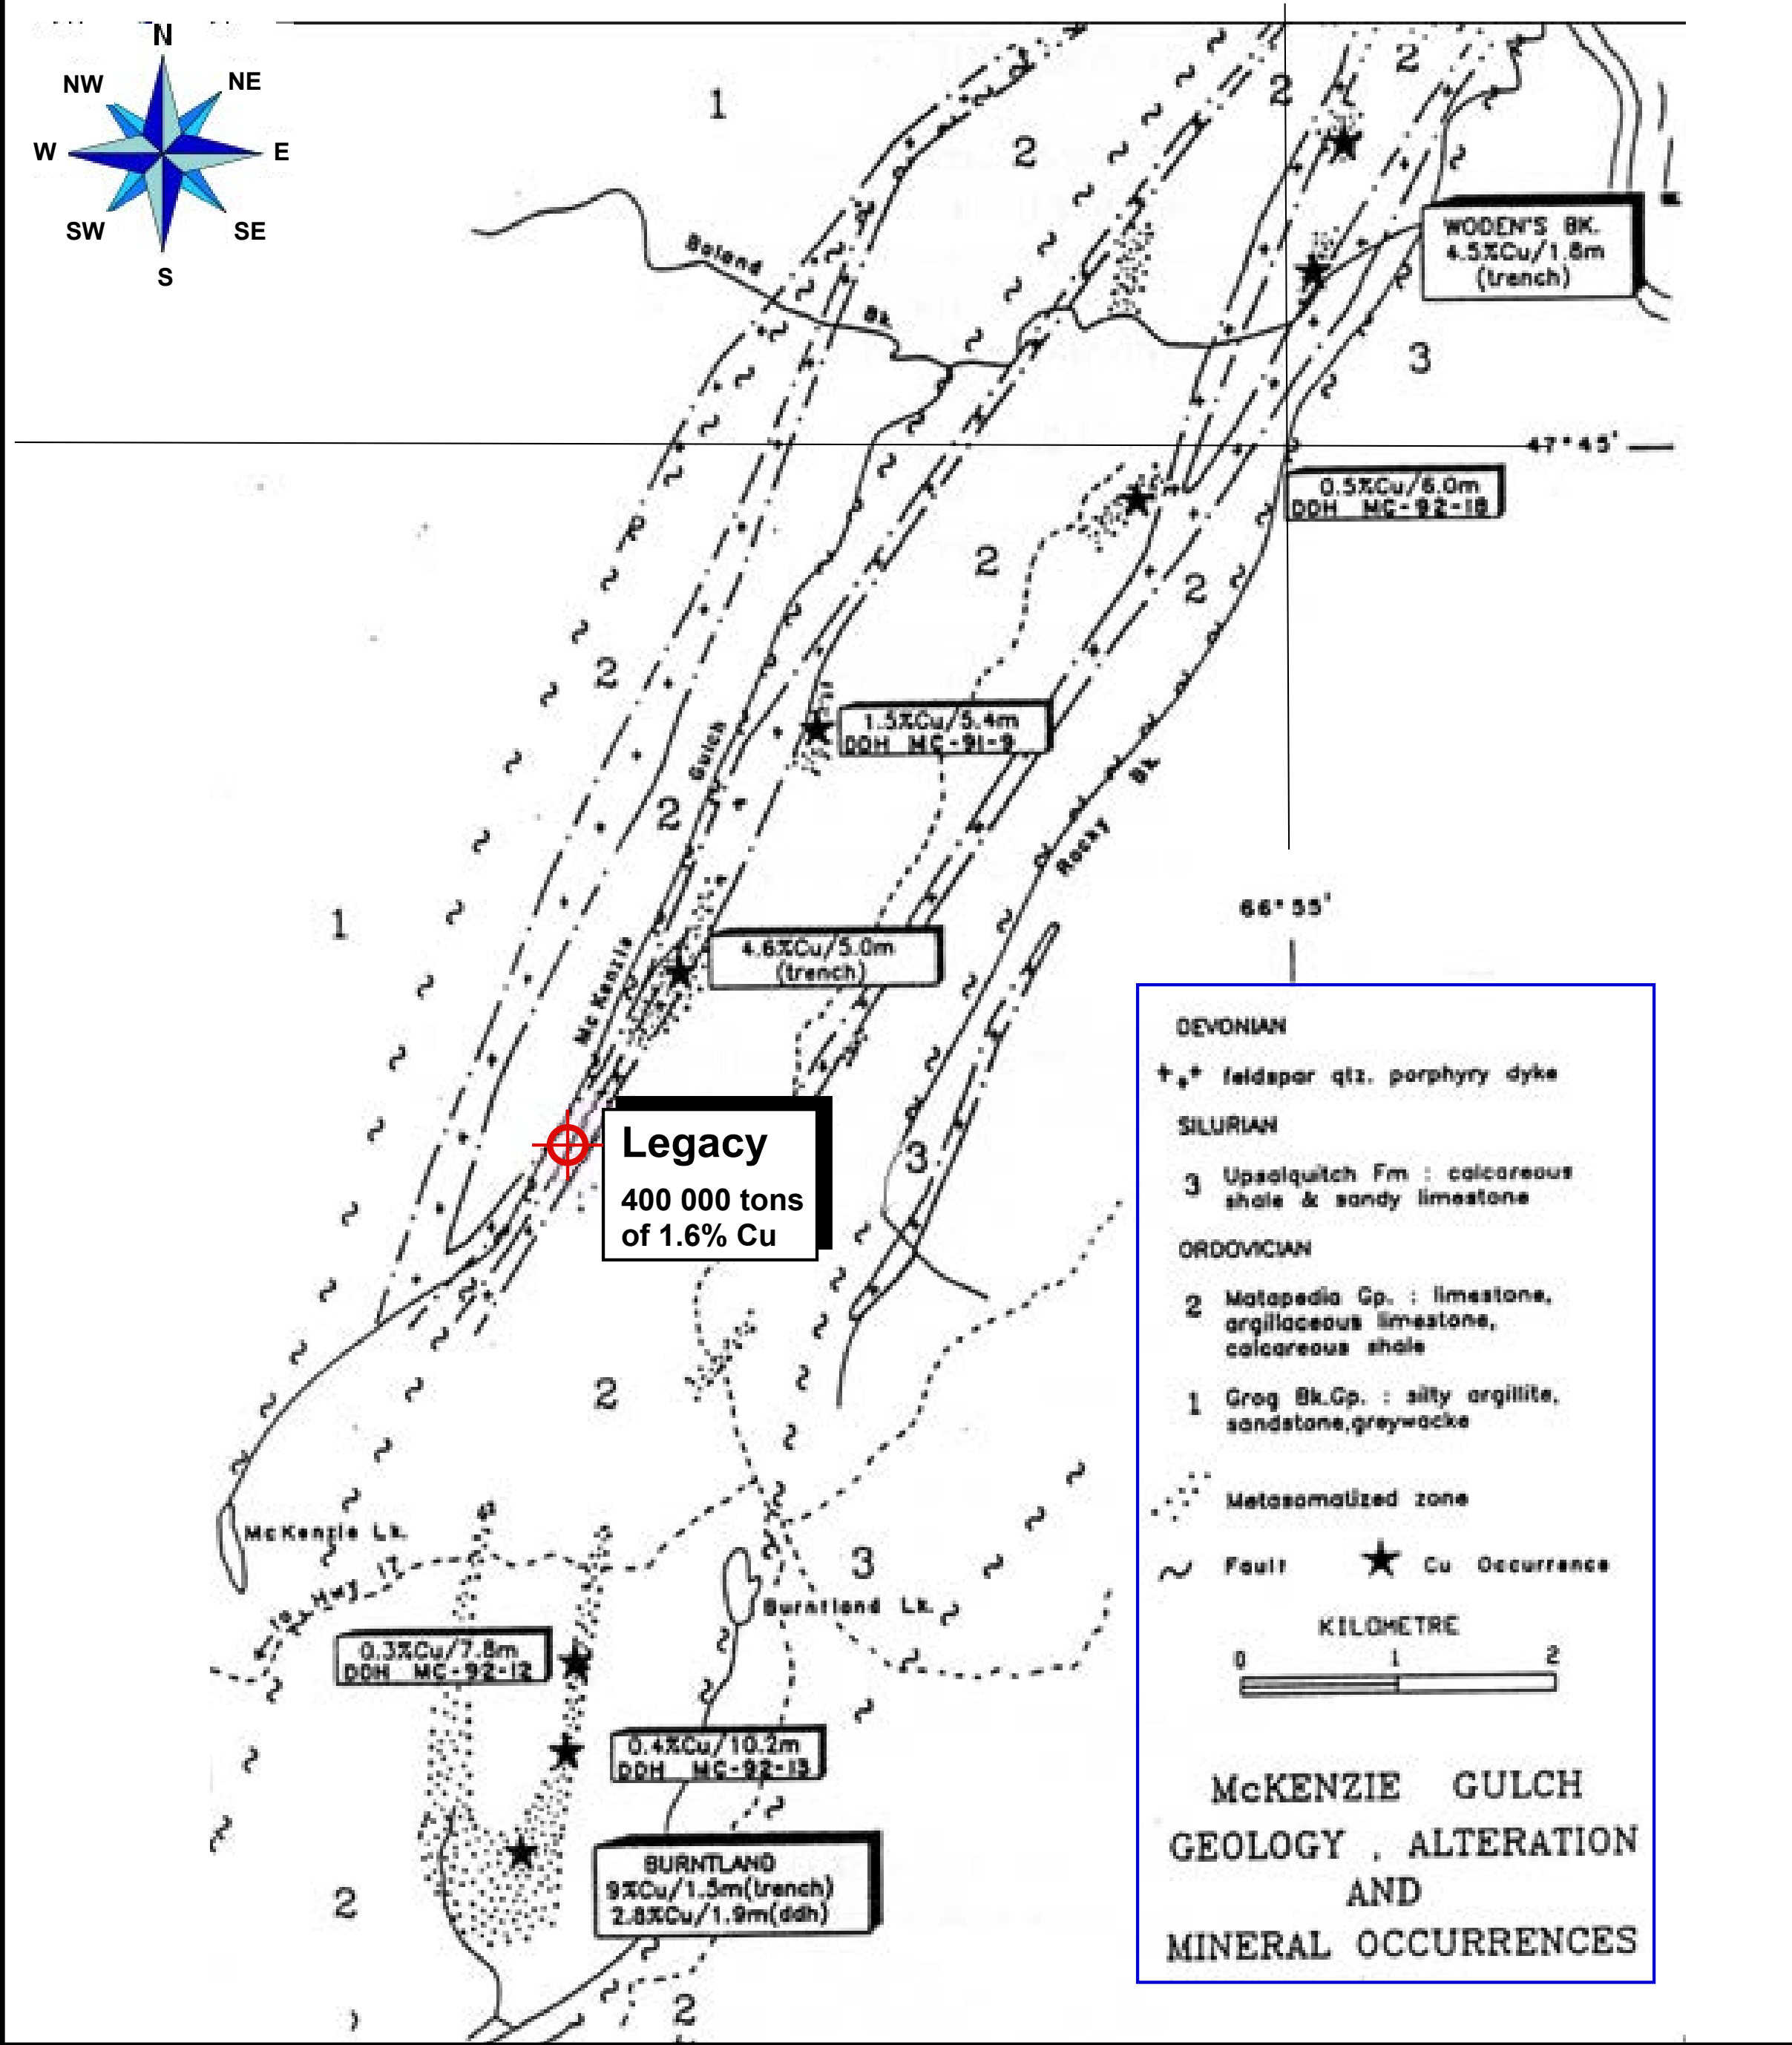 N
NW
NE
W
E
SW
SE
S
1
2
2
2
Boland
Bk.
WODEN'S BK.
4.5%Cu/1.8m
(trench)
3
47°45'
0.5%Cu/6.0m
DDH MC-92-18
2
2
2
1.5%Cu/5.4m
DDH MC-91-9
Gulch
2
Rocky Bk
1
66°55'
4.6%Cu/5.0m
(trench)
McKenzie
Legacy
400 000 tons
of 1.6% Cu
3
2
McKenzie Lk.
to Hwy 17
3
Burntland Lk.
0.3%Cu/7.8m
DDH MC-92-12
0.4%Cu/10.2m
DDH MC-92-13
BURNTLAND
9%Cu/1.5m(trench)
2.8%Cu/1.9m(ddh)
2
2
DEVONIAN
feldspar qtz. porphyry dyke
SILURIAN
3 Upsalquitch Fm : calcareous
shale & sandy limestone
ORDOVICIAN
2 Matapedia Gp. : limestone,
argillaceous limestone,
calcareous shale
1 Grog Bk.Gp. : silty argillite,
sandstone,greywacke
Metasomatized zone
Fault
Cu Occurrence
KILOMETRE
0 1 2
McKENZIE GULCH
GEOLOGY , ALTERATION
AND
MINERAL OCCURRENCES